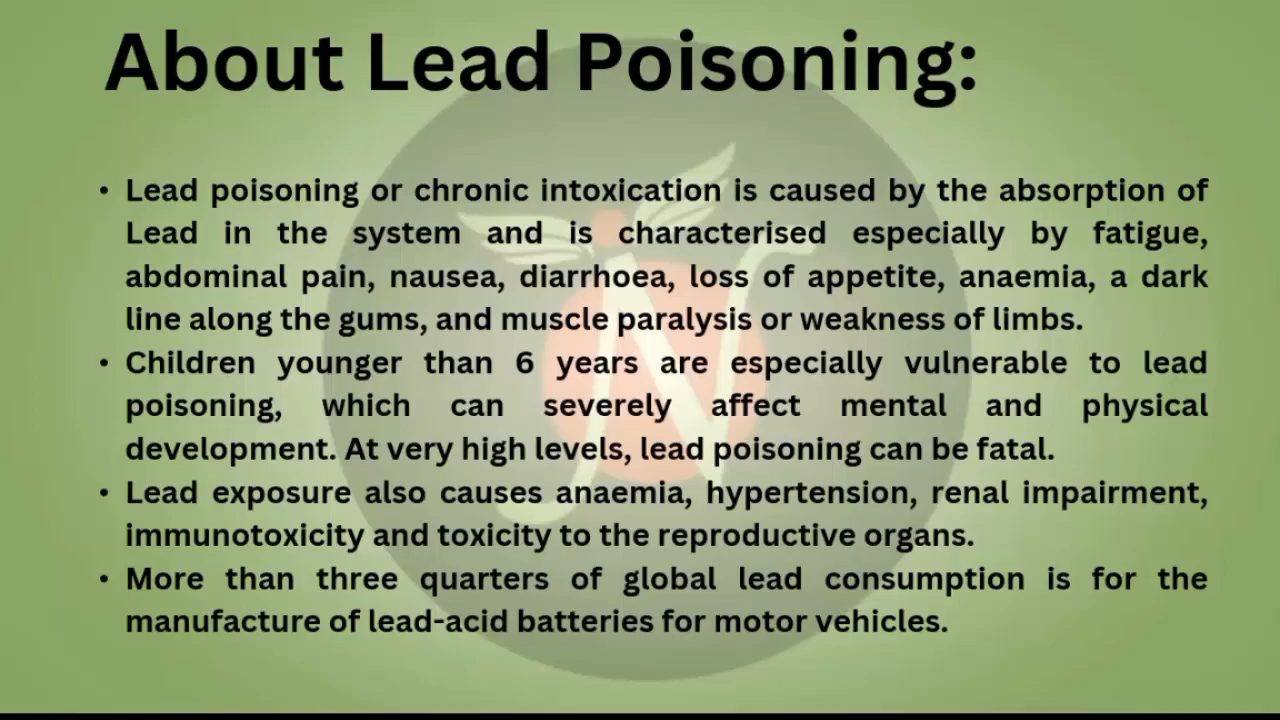 About Lead Poisoning:
• Lead poisoning or chronic intoxication is caused by the absorption of
Lead in the system and is characterised especially by fatigue,
abdominal pain, nausea, diarrhoea, loss of appetite, anaemia, a dark
line along the gums, and muscle paralysis or weakness of limbs.
• Children younger than 6 years are especially vulnerable to lead
poisoning, which can severely affect mental and physical
development. At very high levels, lead poisoning can be fatal.
• Lead exposure also causes anaemia, hypertension, renal impairment,
immunotoxicity and toxicity to the reproductive organs.
• More than three quarters of global lead consumption is for the
manufacture of lead-acid batteries for motor vehicles.